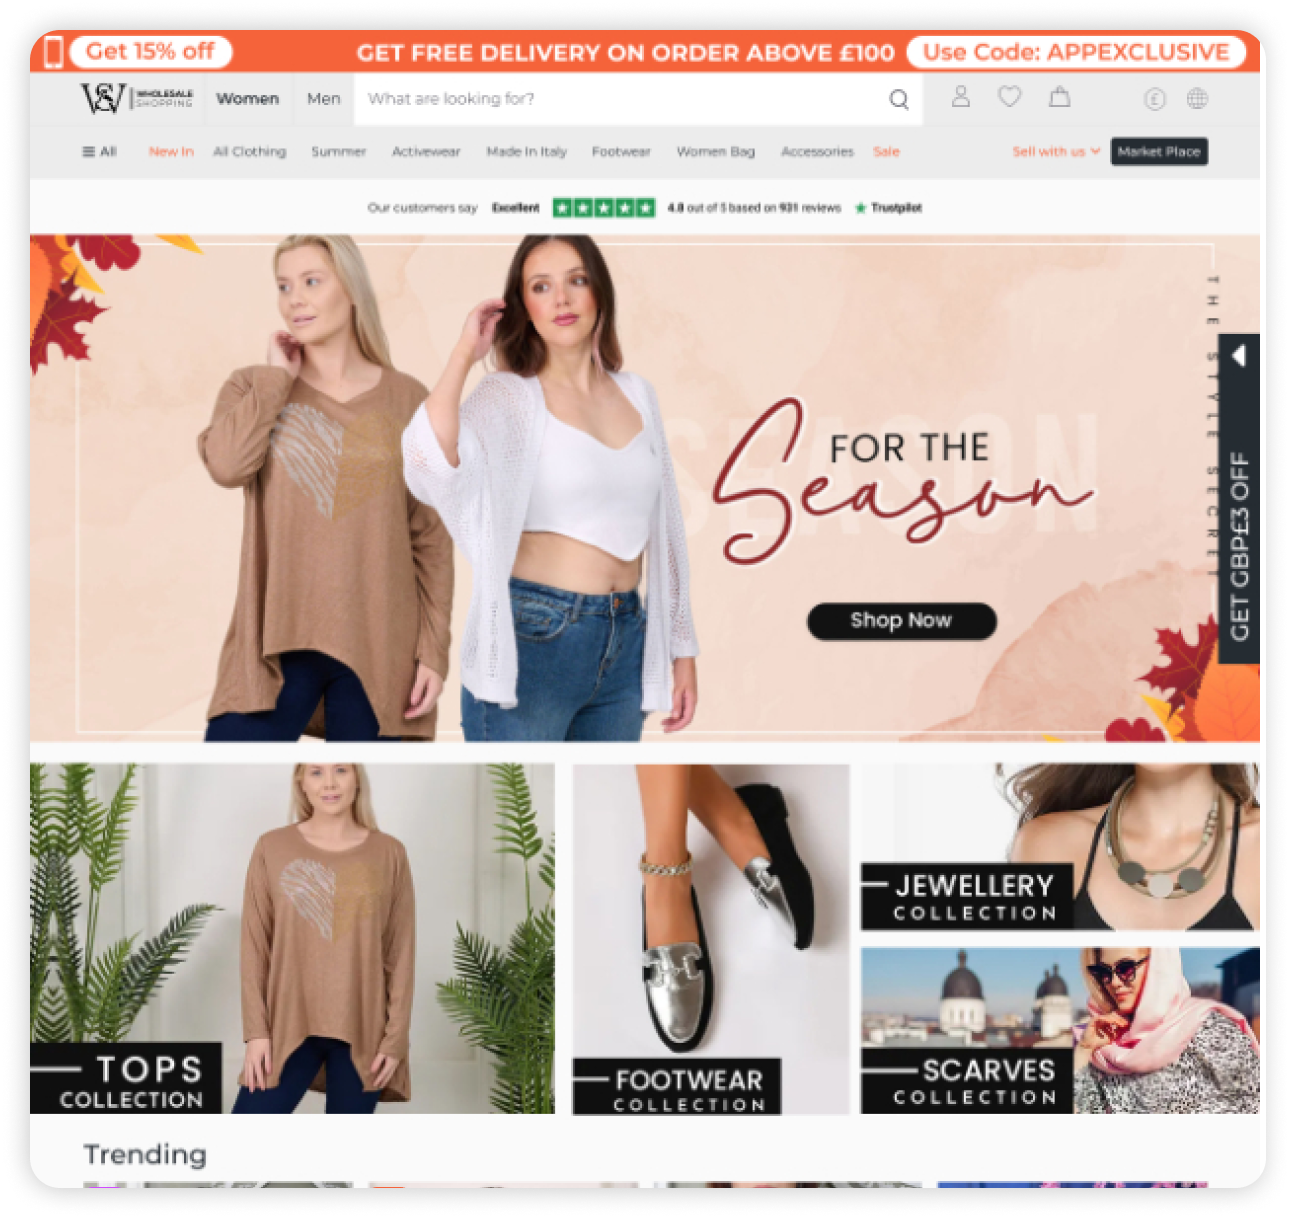 Get 15% off
GET FREE DELIVERY ON ORDER ABOVE £100
Use Code: APPEXCLUSIVE
WS WHOLESALE
SHOPPING
Women
Men
What are looking for?
£
All
New In
All Clothing
Summer
Activewear
Made In Italy
Footwear
Women Bag
Accessories
Sale
Sell with us
Market Place
Our customers say Excellent 4.8 out of 5 based on 931 reviews Trustpilot
THE STYLE SECRET
SEASON
FOR THE
Season
Shop Now
GET GBP£3 OFF
TOPS
COLLECTION
FOOTWEAR
COLLECTION
JEWELLERY
COLLECTION
SCARVES
COLLECTION
Trending